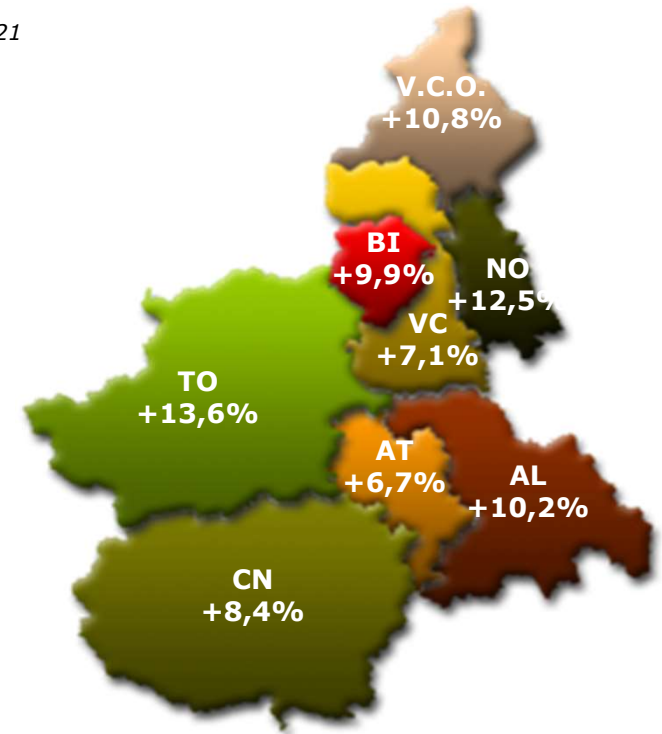 21
V.C.O.
+10,8%
BI
+9,9%
NO
+12,5%
VC
+7,1%
TO
+13,6%
AT
+6,7%
AL
+10,2%
CN
+8,4%